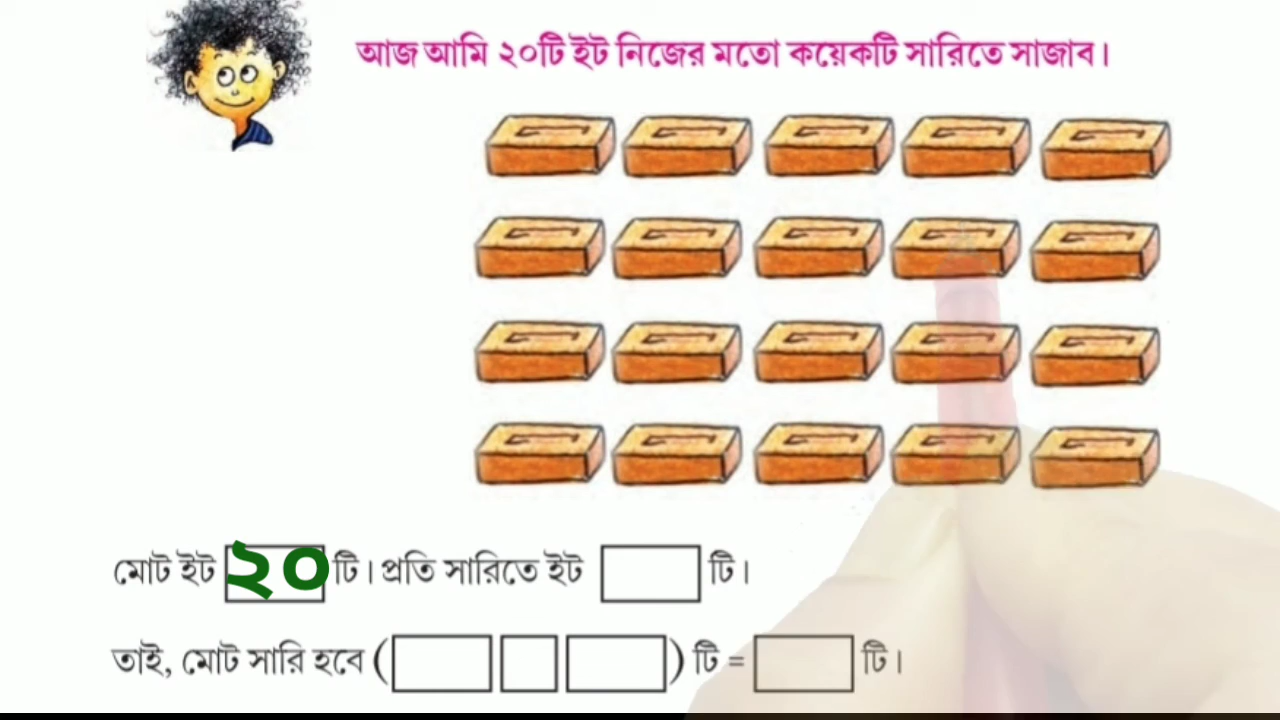 আজ আমি ২০টি ইট নিজের মতো কয়েকটি সারিতে সাজাব।
মোট ইট ২০ টি। প্রতি সারিতে ইট টি।
তাই, মোট সারি হবে ( ) টি = টি।